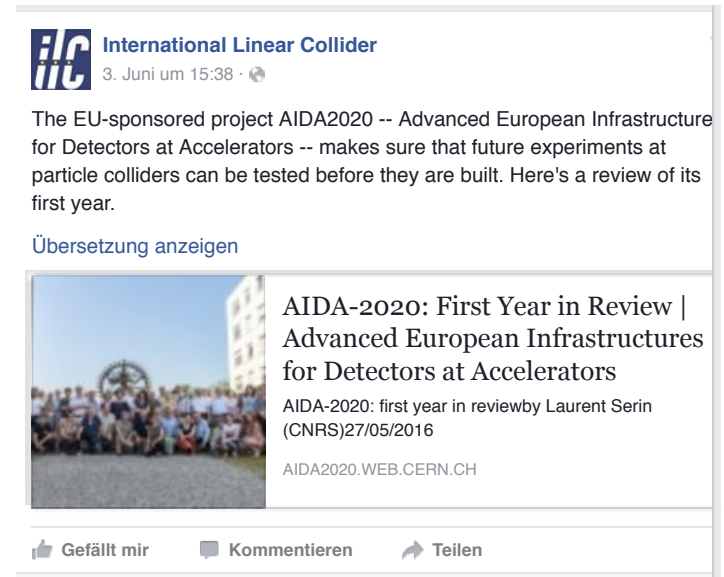 ilc
International Linear Collider
3. Juni um 15:38 ·
The EU-sponsored project AIDA2020 -- Advanced European Infrastructure
for Detectors at Accelerators -- makes sure that future experiments at
particle colliders can be tested before they are built. Here's a review of its
first year.
Übersetzung anzeigen
AIDA-2020: First Year in Review |
Advanced European Infrastructures
for Detectors at Accelerators
AIDA-2020: first year in reviewby Laurent Serin
(CNRS)27/05/2016
AIDA2020.WEB.CERN.CH
Gefällt mir Kommentieren Teilen